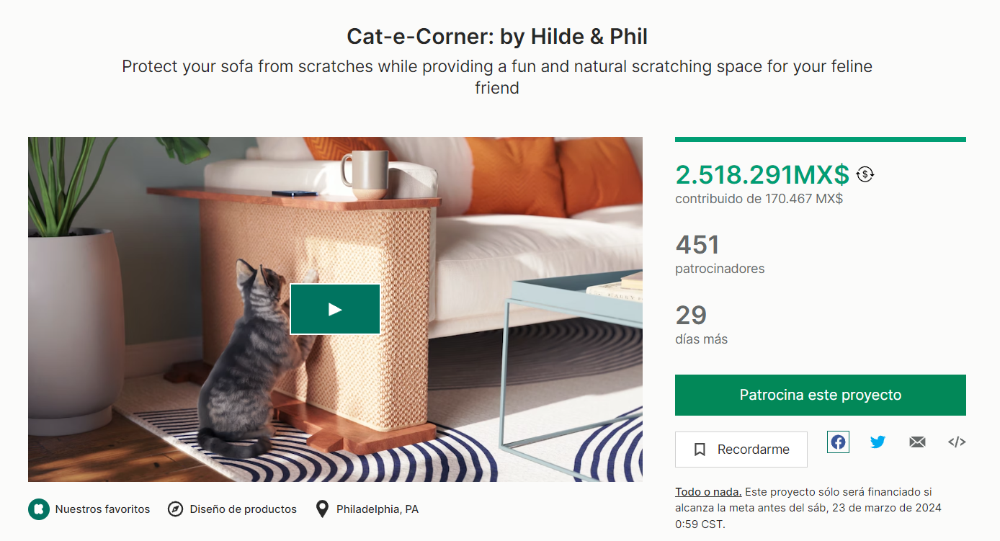 Cat-e-Corner: by Hilde & Phil
Protect your sofa from scratches while providing a fun and natural scratching space for your feline
friend
2.518.291MX$
contribuido de 170.467 MX$
451
patrocinadores
29
días más
Patrocina este proyecto
Recordarme
Todo o nada. Este proyecto sólo será financiado si
alcanza la meta antes del sáb, 23 de marzo de 2024
0:59 CST.
Nuestros favoritos
Diseño de productos
Philadelphia, PA